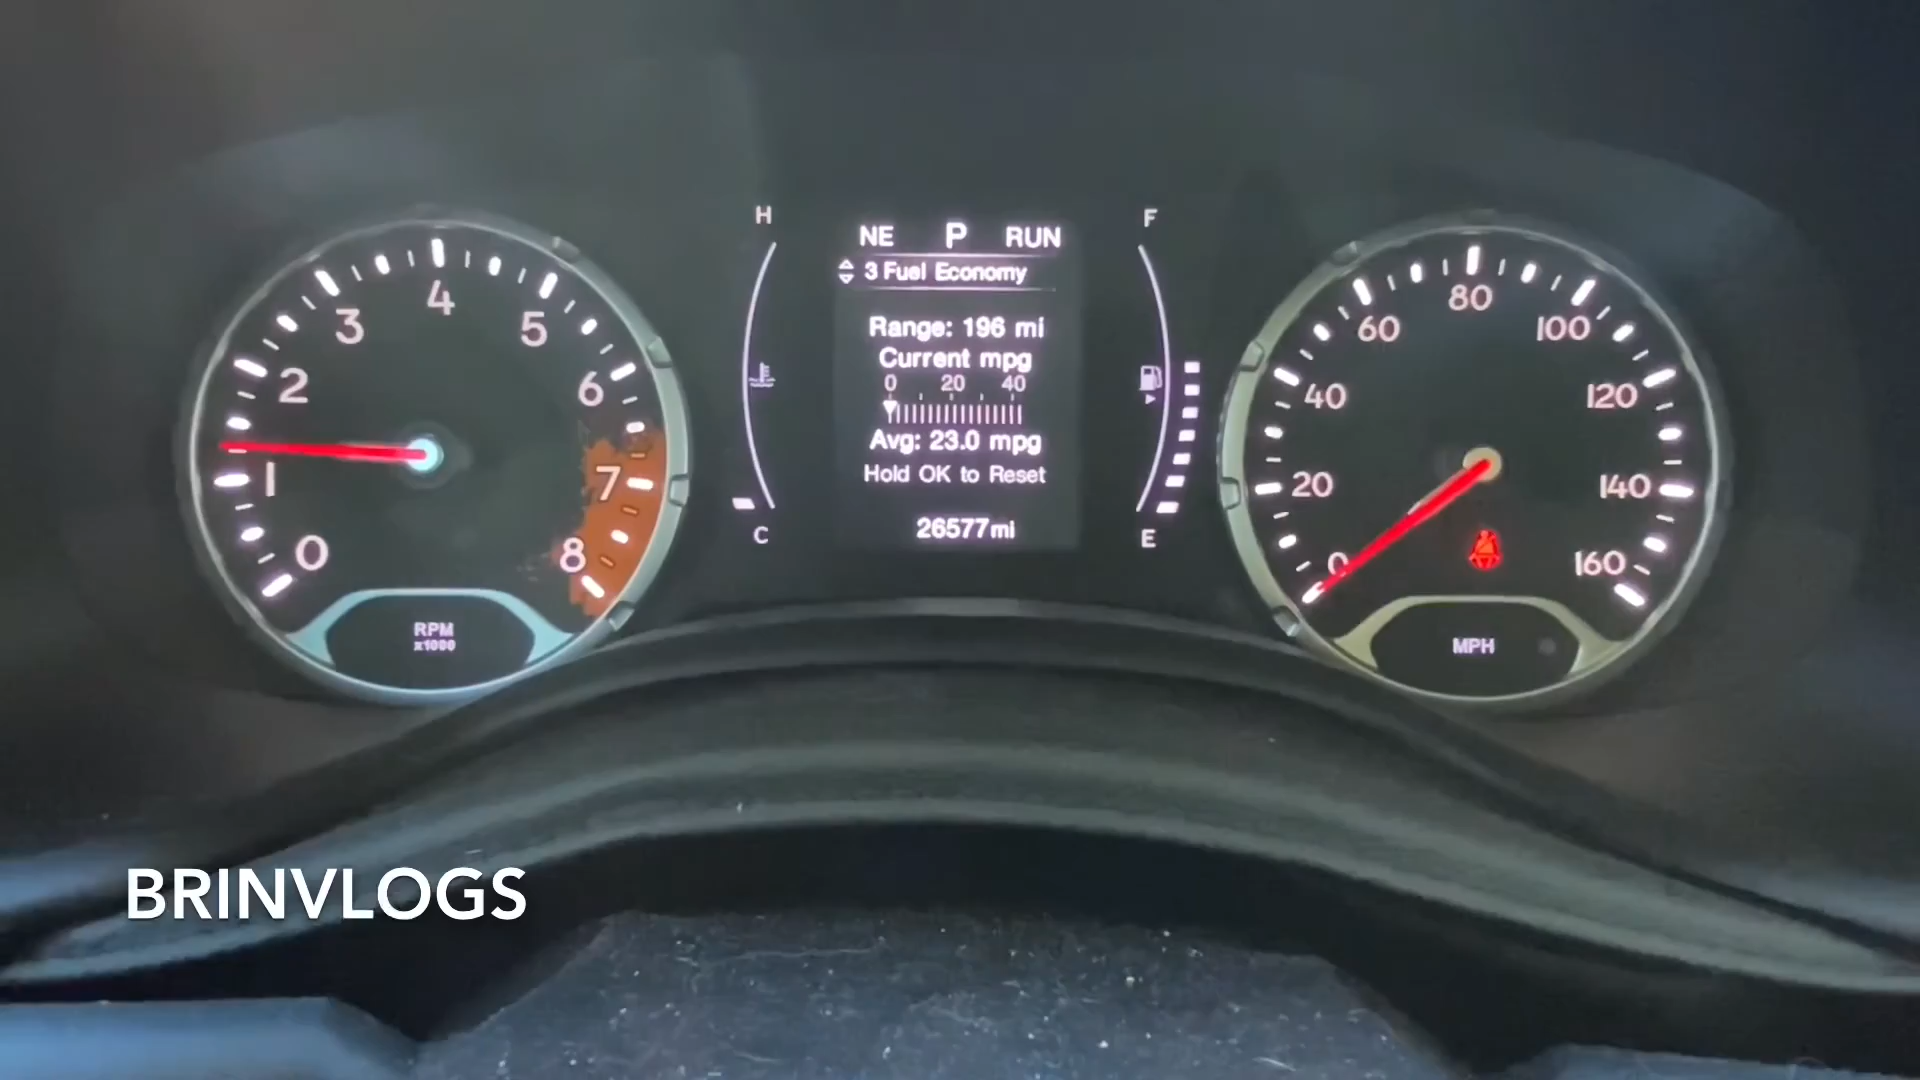 H
F
NE P RUN
3 Fuel Economy
Range: 196 mi
Current mpg
0 20 40
Avg: 23.0 mpg
Hold OK to Reset
26577mi
C
E
0 1 2 3 4 5 6 7 8
RPM
x1000
0 20 40 60 80 100 120 140 160
MPH
BRINVLOGS